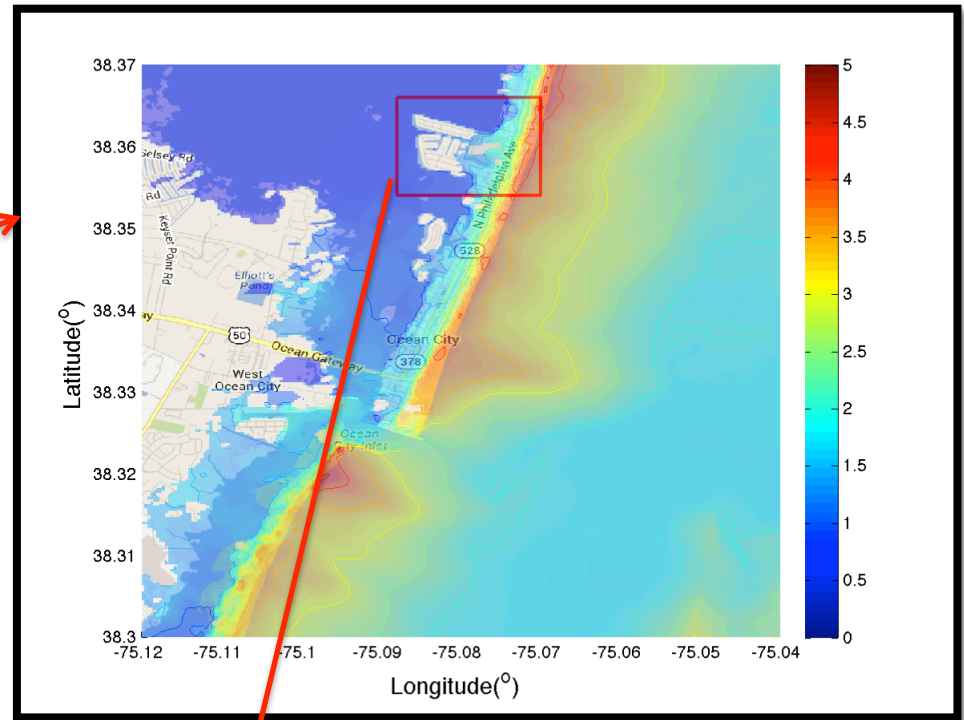 38.37
38.36
38.35
38.34
38.33
38.32
38.31
38.3
Latitude(o)
-75.12
-75.11
-75.1
-75.09
-75.08
-75.07
-75.06
-75.05
-75.04
Longitude(o)
5
4.5
4
3.5
3
2.5
2
1.5
1
0.5
0
Selsey Rd
Rd
Keyser Point Rd
Elliott's
Pond
ay
50
Ocean Gateway
West
Ocean City
N Philadelphia Ave
528
Ocean City
378
Ocean
City Inlet